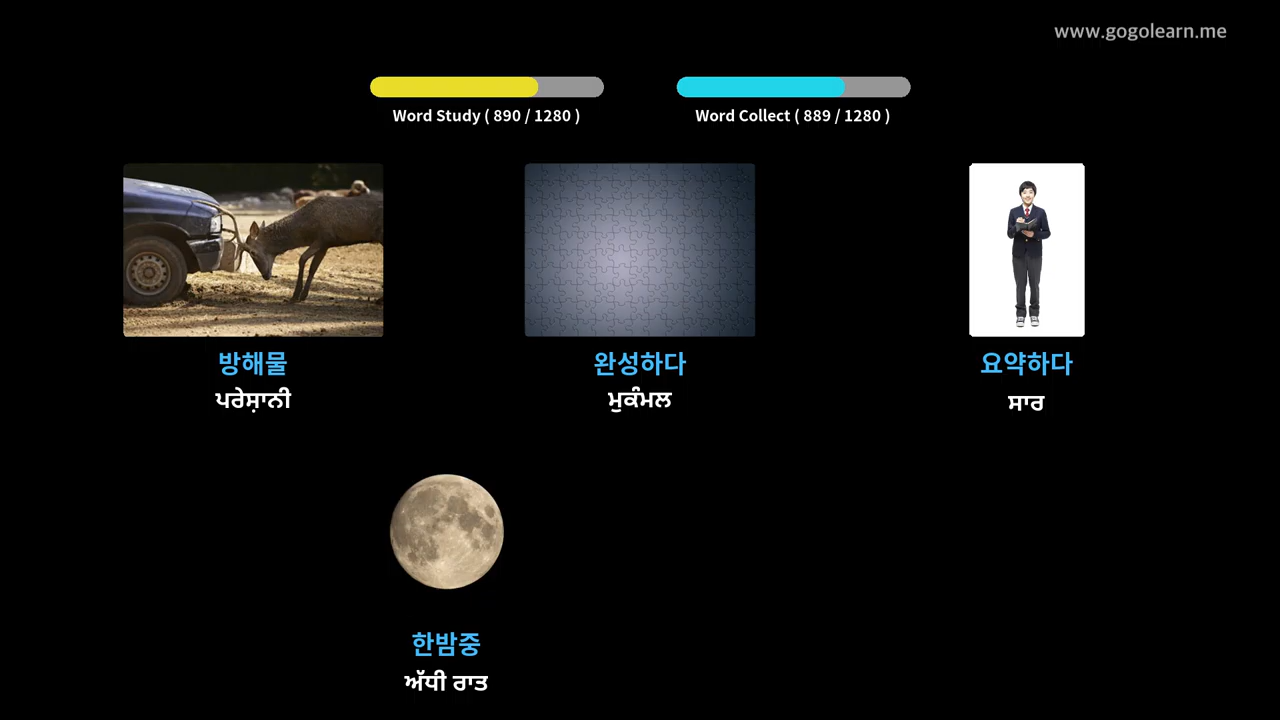 www.gogolearn.me
Word Study ( 890 / 1280 )
Word Collect ( 889 / 1280 )
방해물
완성하다
요약하다
ਪਰੇਸ਼ਾਨੀ
ਮੁਕੰਮਲ
ਸਾਰ
한밤중
ਅੱਧੀ ਰਾਤ